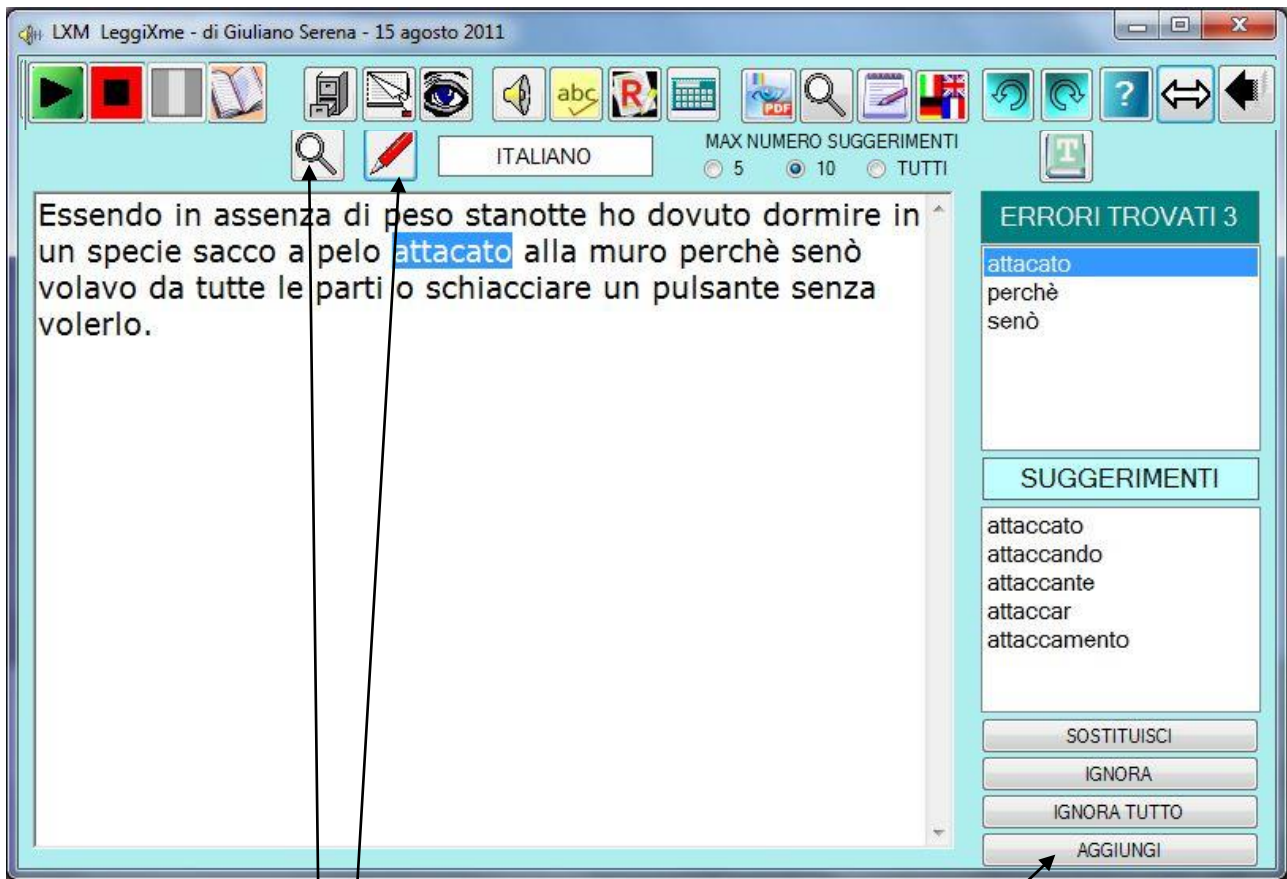 LXM LeggiXme - di Giuliano Serena - 15 agosto 2011
abc
R
PDF
?
ITALIANO
MAX NUMERO SUGGERIMENTI
5 10 TUTTI
T
Essendo in assenza di peso stanotte ho dovuto dormire in
un specie sacco a pelo attacato alla muro perchè senò
volavo da tutte le parti o schiacciare un pulsante senza
volerlo.
ERRORI TROVATI 3
attacato
perchè
senò
SUGGERIMENTI
attaccato
attaccando
attaccante
attaccar
attaccamento
SOSTITUISCI
IGNORA
IGNORA TUTTO
AGGIUNGI